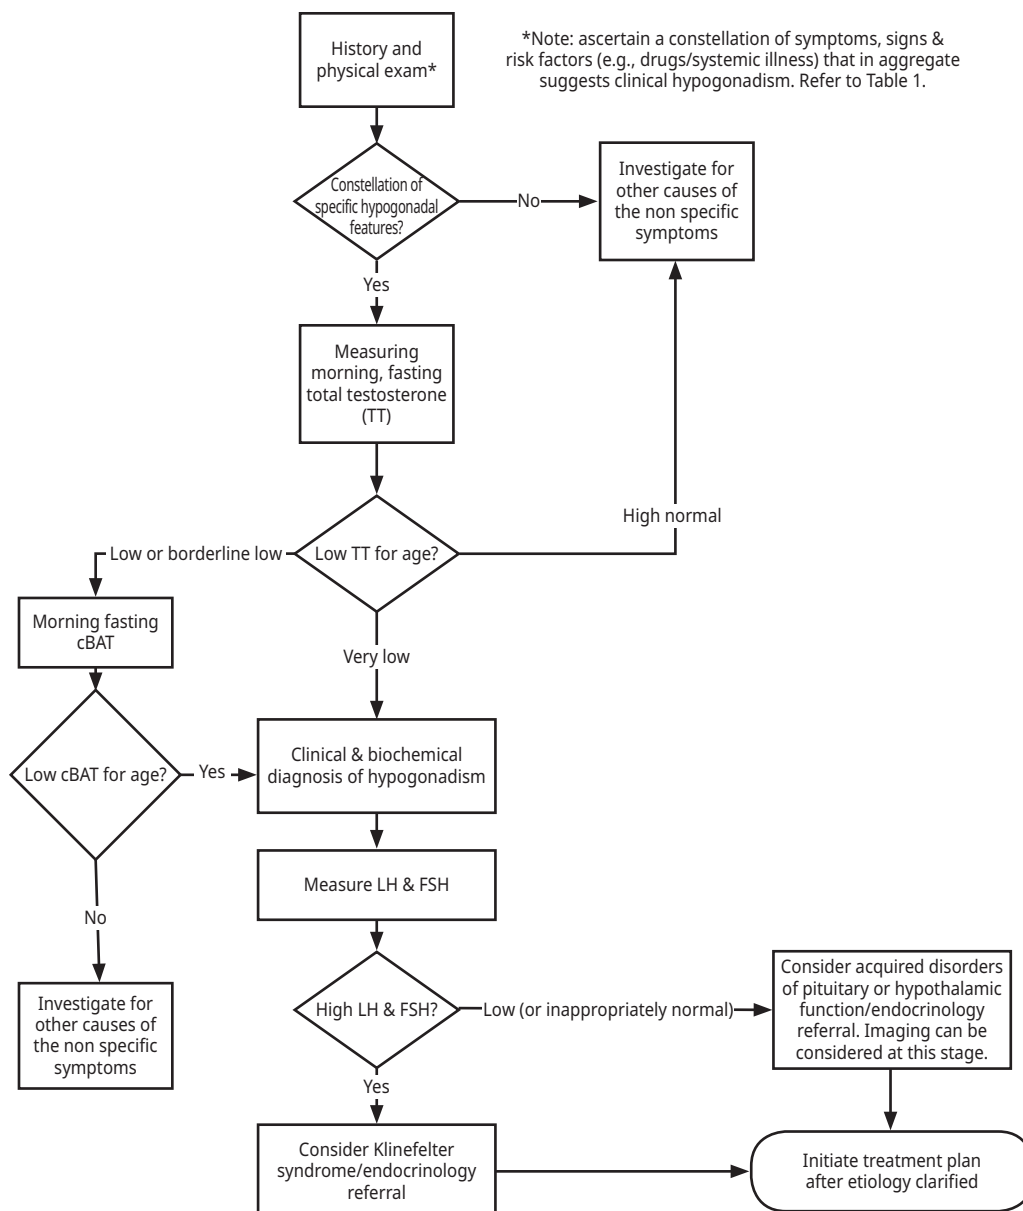 History and
physical exam*
*Note: ascertain a constellation of symptoms, signs &
risk factors (e.g., drugs/systemic illness) that in aggregate
suggests clinical hypogonadism. Refer to Table 1.
Constellation of
specific hypogonadal
features?
No
Investigate for
other causes of
the non specific
symptoms
Yes
Measuring
morning, fasting
total testosterone
(TT)
High normal
Low or borderline low
Low TT for age?
Morning fasting
cBAT
Very low
Low cBAT for age?
Yes
Clinical & biochemical
diagnosis of hypogonadism
Measure LH & FSH
No
Investigate for
other causes of
the non specific
symptoms
High LH & FSH?
Low (or inappropriately normal)
Consider acquired disorders
of pituitary or hypothalamic
function/endocrinology
referral. Imaging can be
considered at this stage.
Yes
Consider Klinefelter
syndrome/endocrinology
referral
Initiate treatment plan
after etiology clarified